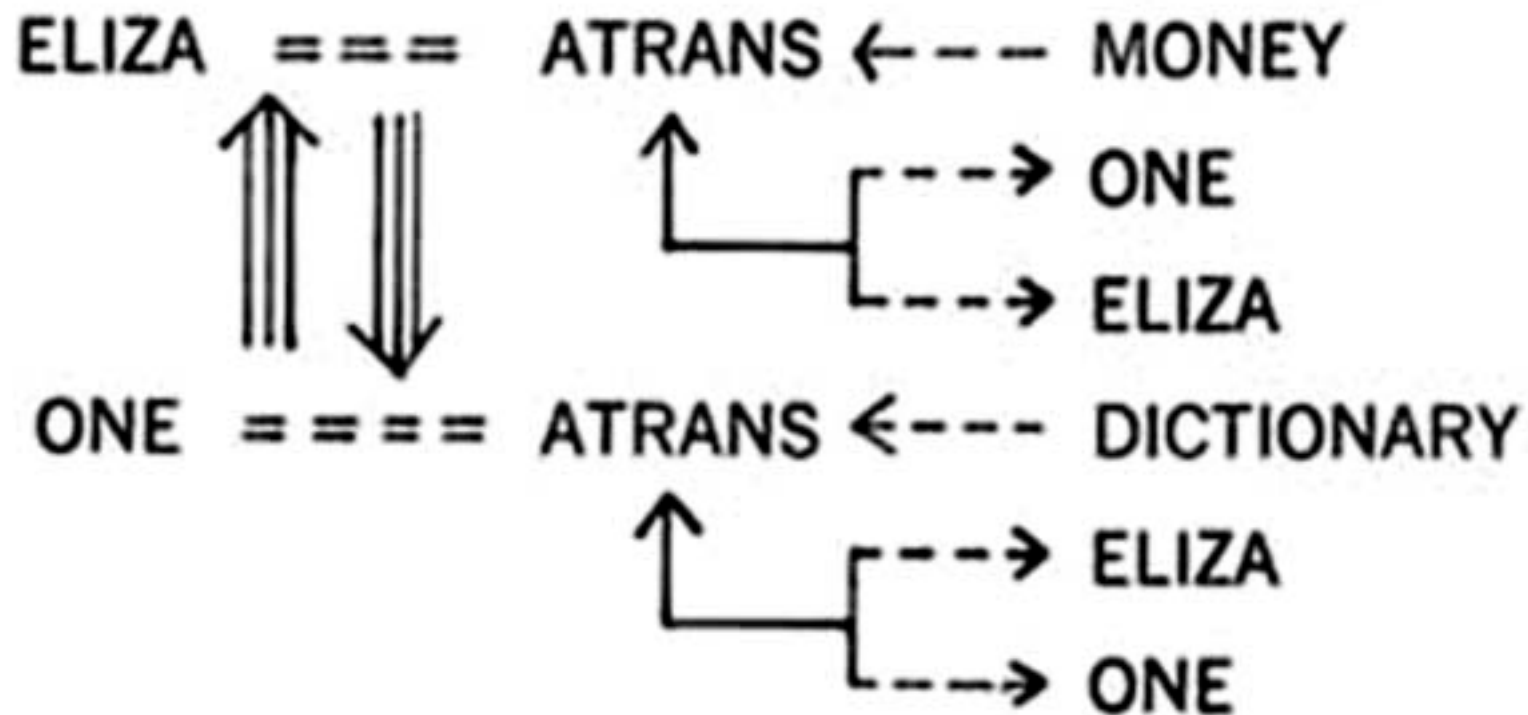 ELIZA === ATRANS ←--- MONEY
ONE
ELIZA
ONE ==== ATRANS ←--- DICTIONARY
ELIZA
ONE